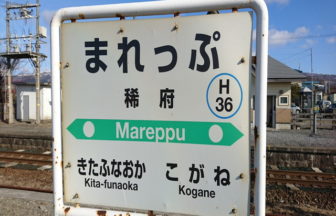 まれっぷ
稀府
H
36
Mareppu
きたふなおか こがね
Kita-funaoka Kogane